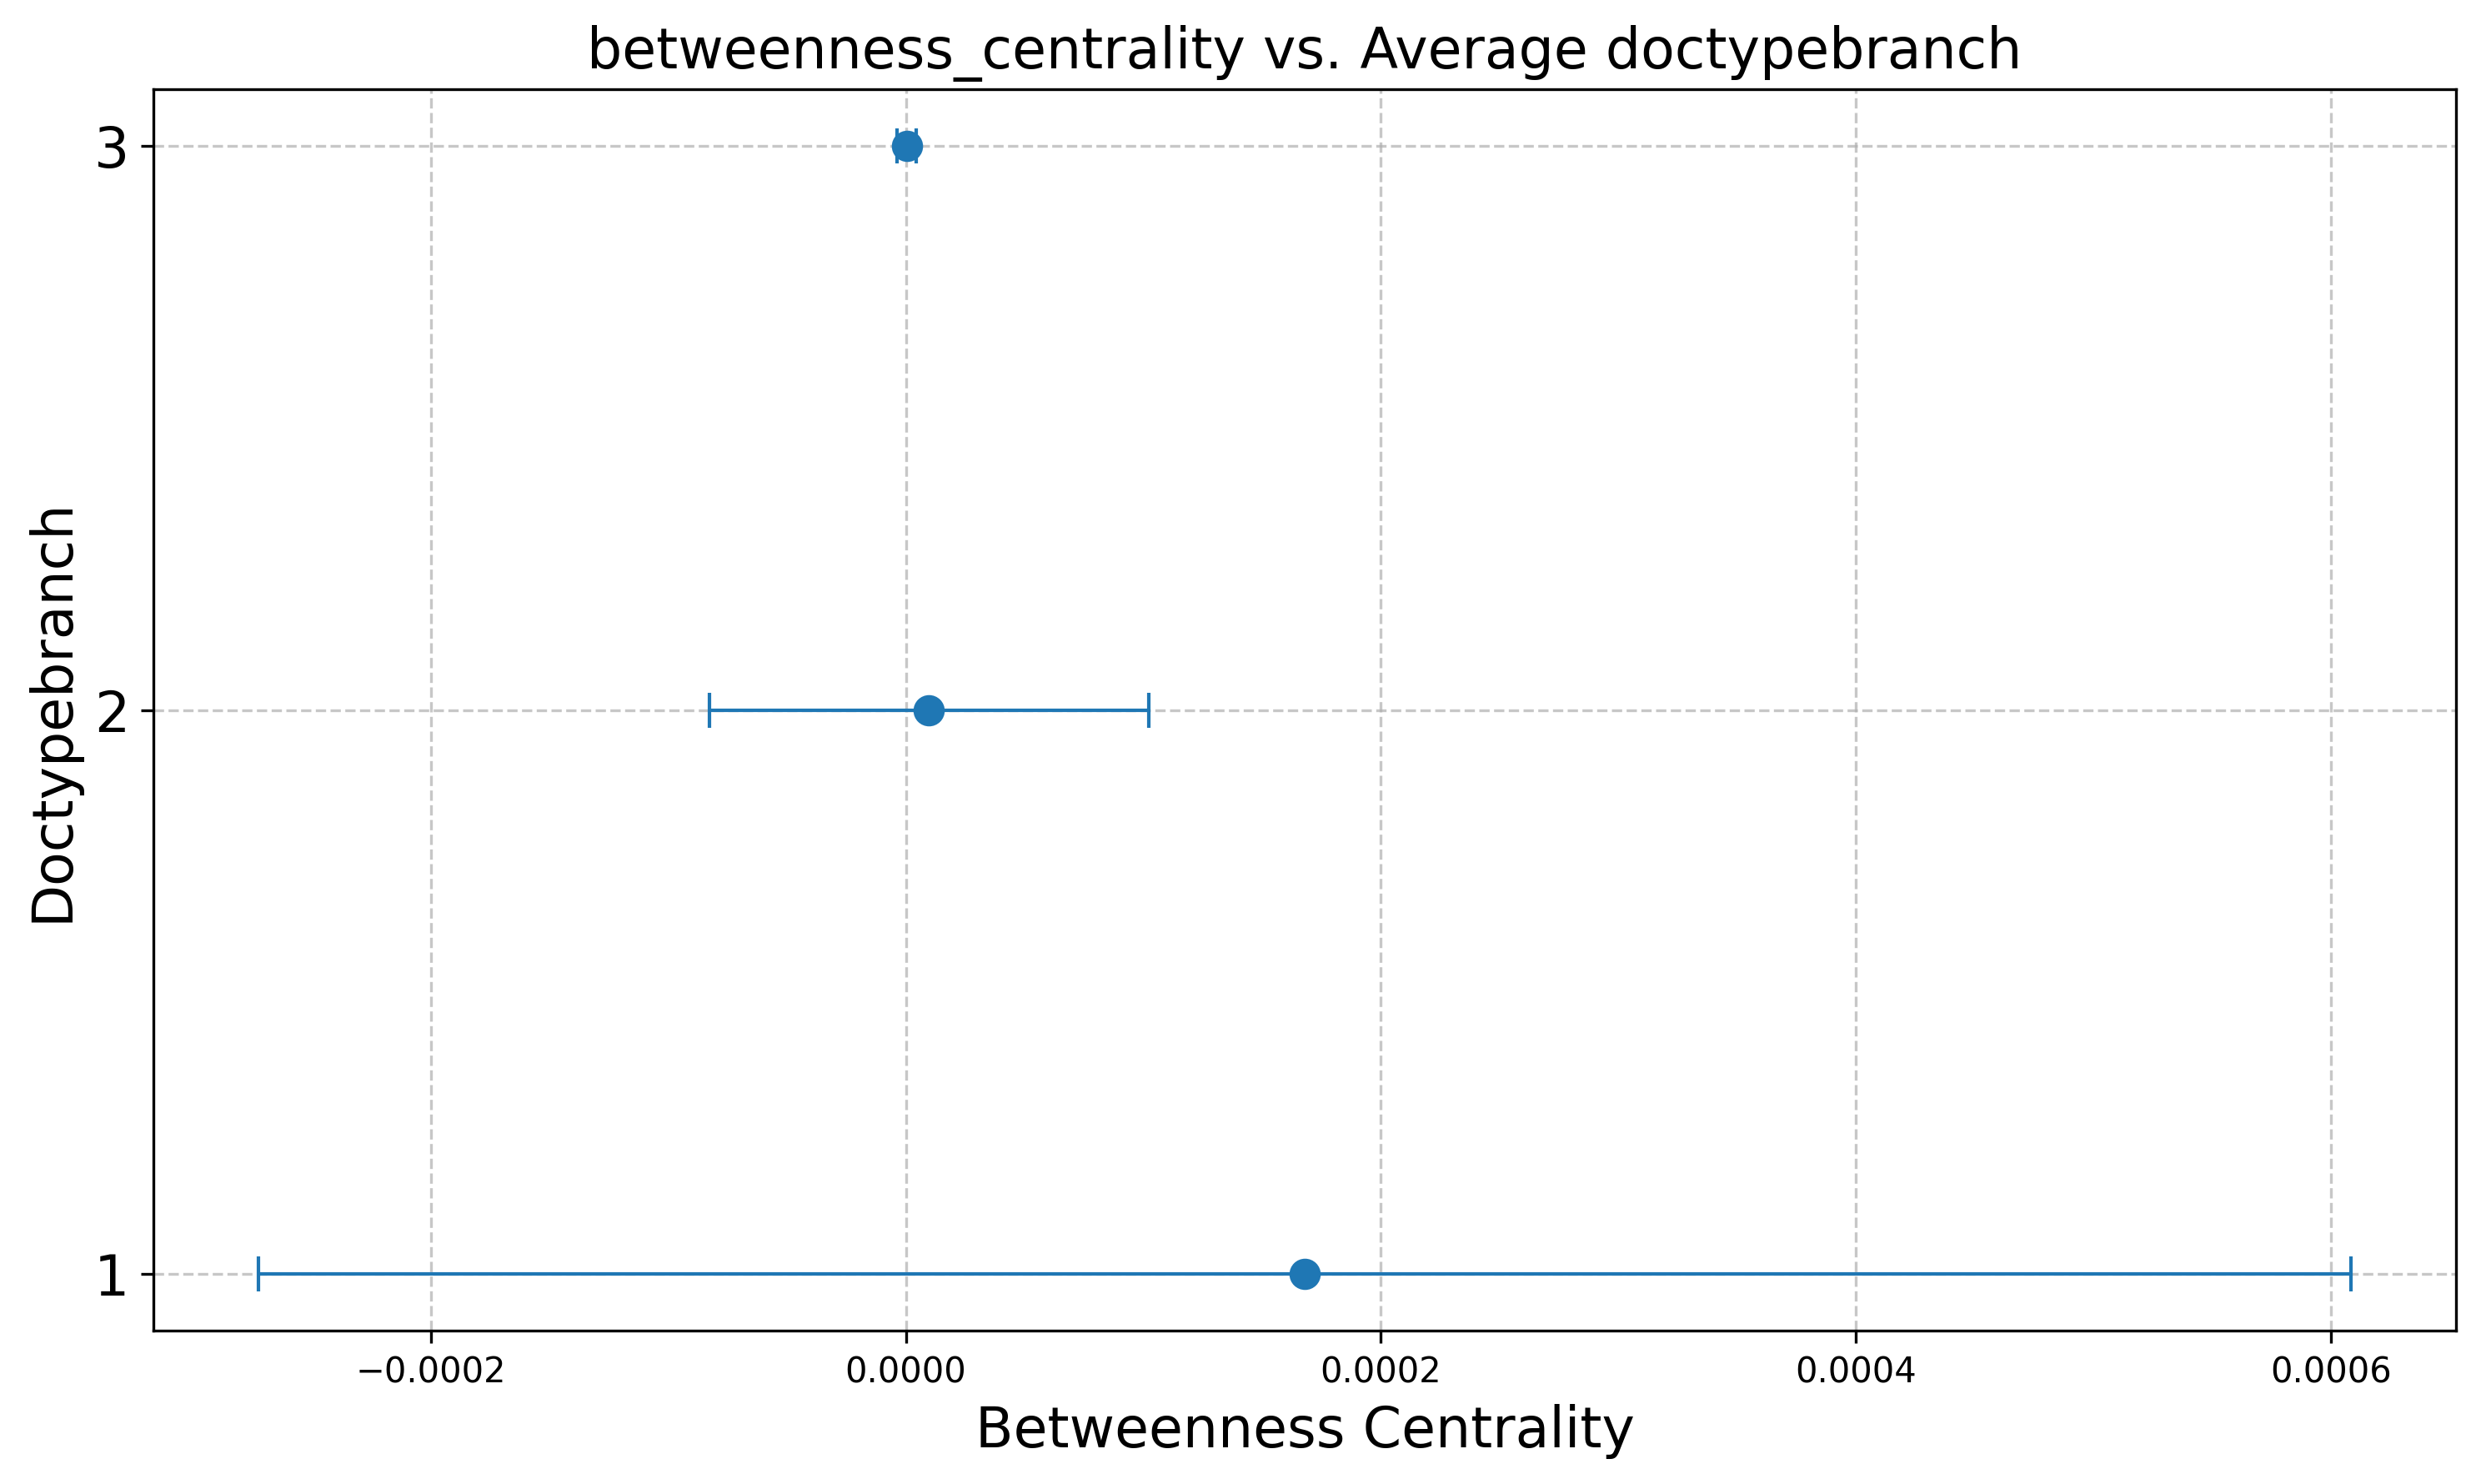 betweenness_centrality vs. Average doctypebranch
3
2
1
Doctypebranch
−0.0002
0.0000
0.0002
0.0004
0.0006
Betweenness Centrality